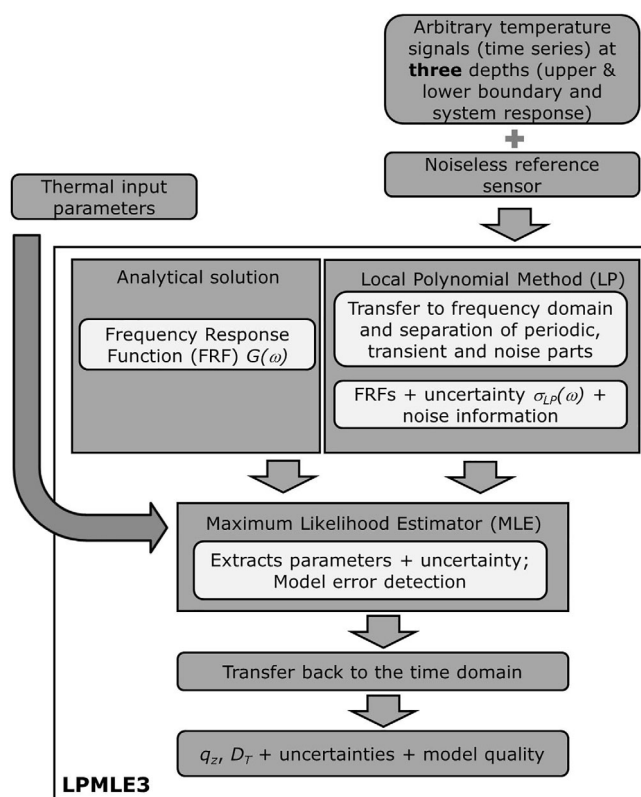 Arbitrary temperature
signals (time series) at
three depths (upper &
lower boundary and
system response)
Noiseless reference
sensor
Thermal input
parameters
Analytical solution
Frequency Response
Function (FRF) G(ω)
Local Polynomial Method (LP)
Transfer to frequency domain
and separation of periodic,
transient and noise parts
FRFs + uncertainty σLP(ω) +
noise information
Maximum Likelihood Estimator (MLE)
Extracts parameters + uncertainty;
Model error detection
Transfer back to the time domain
qz, DT + uncertainties + model quality
LPMLE3